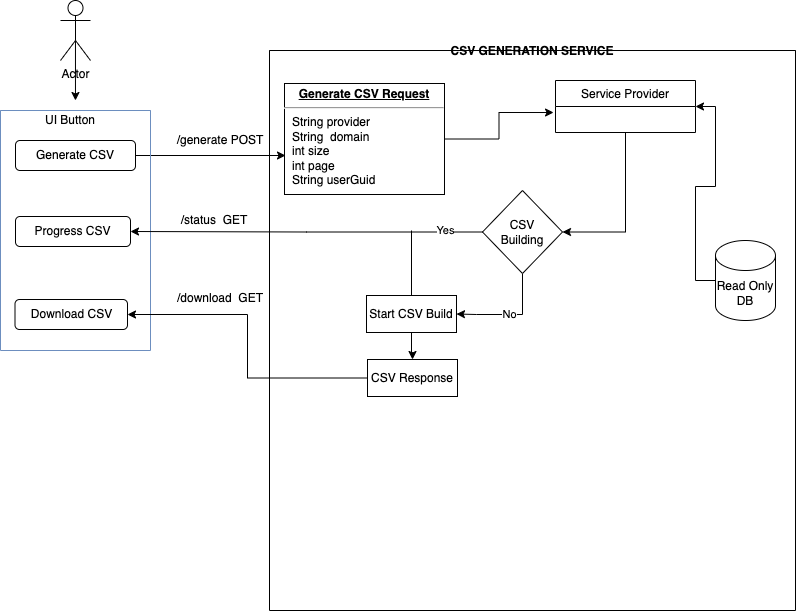 CSV GENERATION SERVICE
Actor
UI Button
Generate CSV
/generate POST
Generate CSV Request
String provider
String  domain
int size
int page
String userGuid
Service Provider
Progress CSV
/status  GET
Yes
CSV
Building
Read Only
DB
Download CSV
/download  GET
Start CSV Build
No
CSV Response